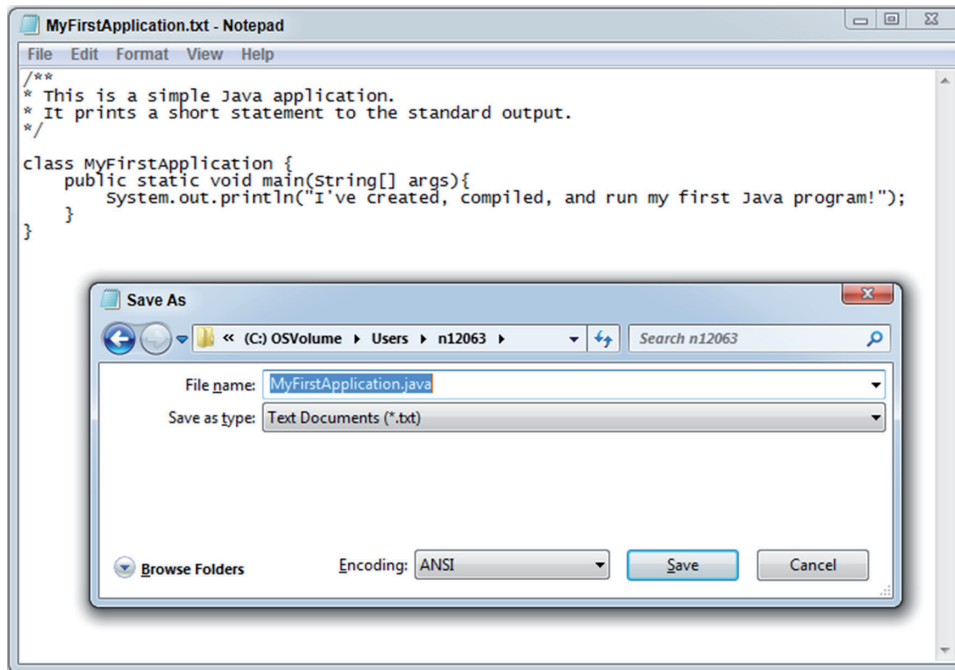 MyFirstApplication.txt - Notepad
File Edit Format View Help
/**
* This is a simple Java application.
* It prints a short statement to the standard output.
*/
class MyFirstApplication {
    public static void main(String[] args){
        System.out.println("I've created, compiled, and run my first Java program!");
    }
}
Save As
« (C:) OSVolume Users n12063
Search n12063
File name: MyFirstApplication.java
Save as type: Text Documents (*.txt)
Browse Folders
Encoding: ANSI
Save
Cancel